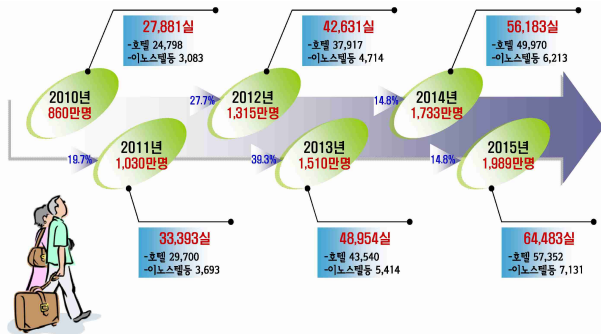 27,881실
-호텔 24,798
-이노스텔등 3,083
42,631실
-호텔 37,917
-이노스텔등 4,714
56,183실
-호텔 49,970
-이노스텔등 6,213
2010년
860만명
27.7%
2012년
1,315만명
14.8%
2014년
1,733만명
19.7%
2011년
1,030만명
39.3%
2013년
1,510만명
14.8%
2015년
1,989만명
33,393실
-호텔 29,700
-이노스텔등 3,693
48,954실
-호텔 43,540
-이노스텔등 5,414
64,483실
-호텔 57,352
-이노스텔등 7,131